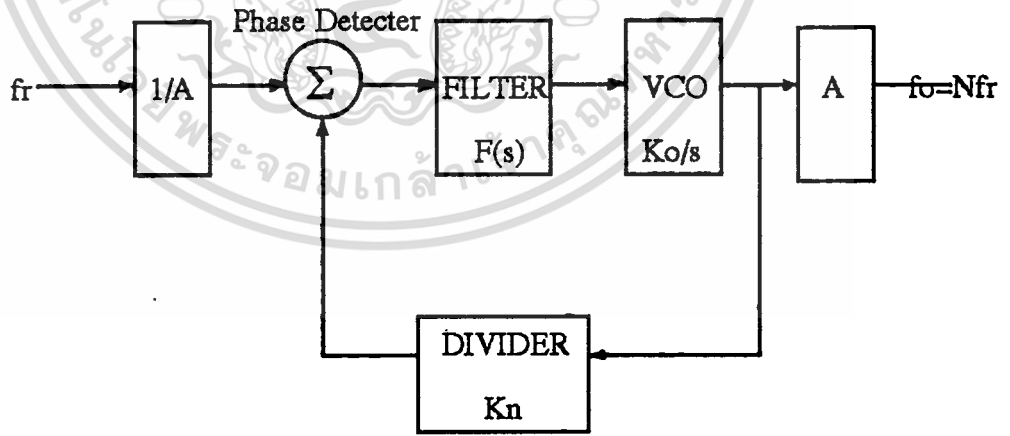 Phase Detecter
fr
1/A
Σ
FILTER
F(s)
VCO
Ko/s
A
fo=Nfr
DIVIDER
Kn